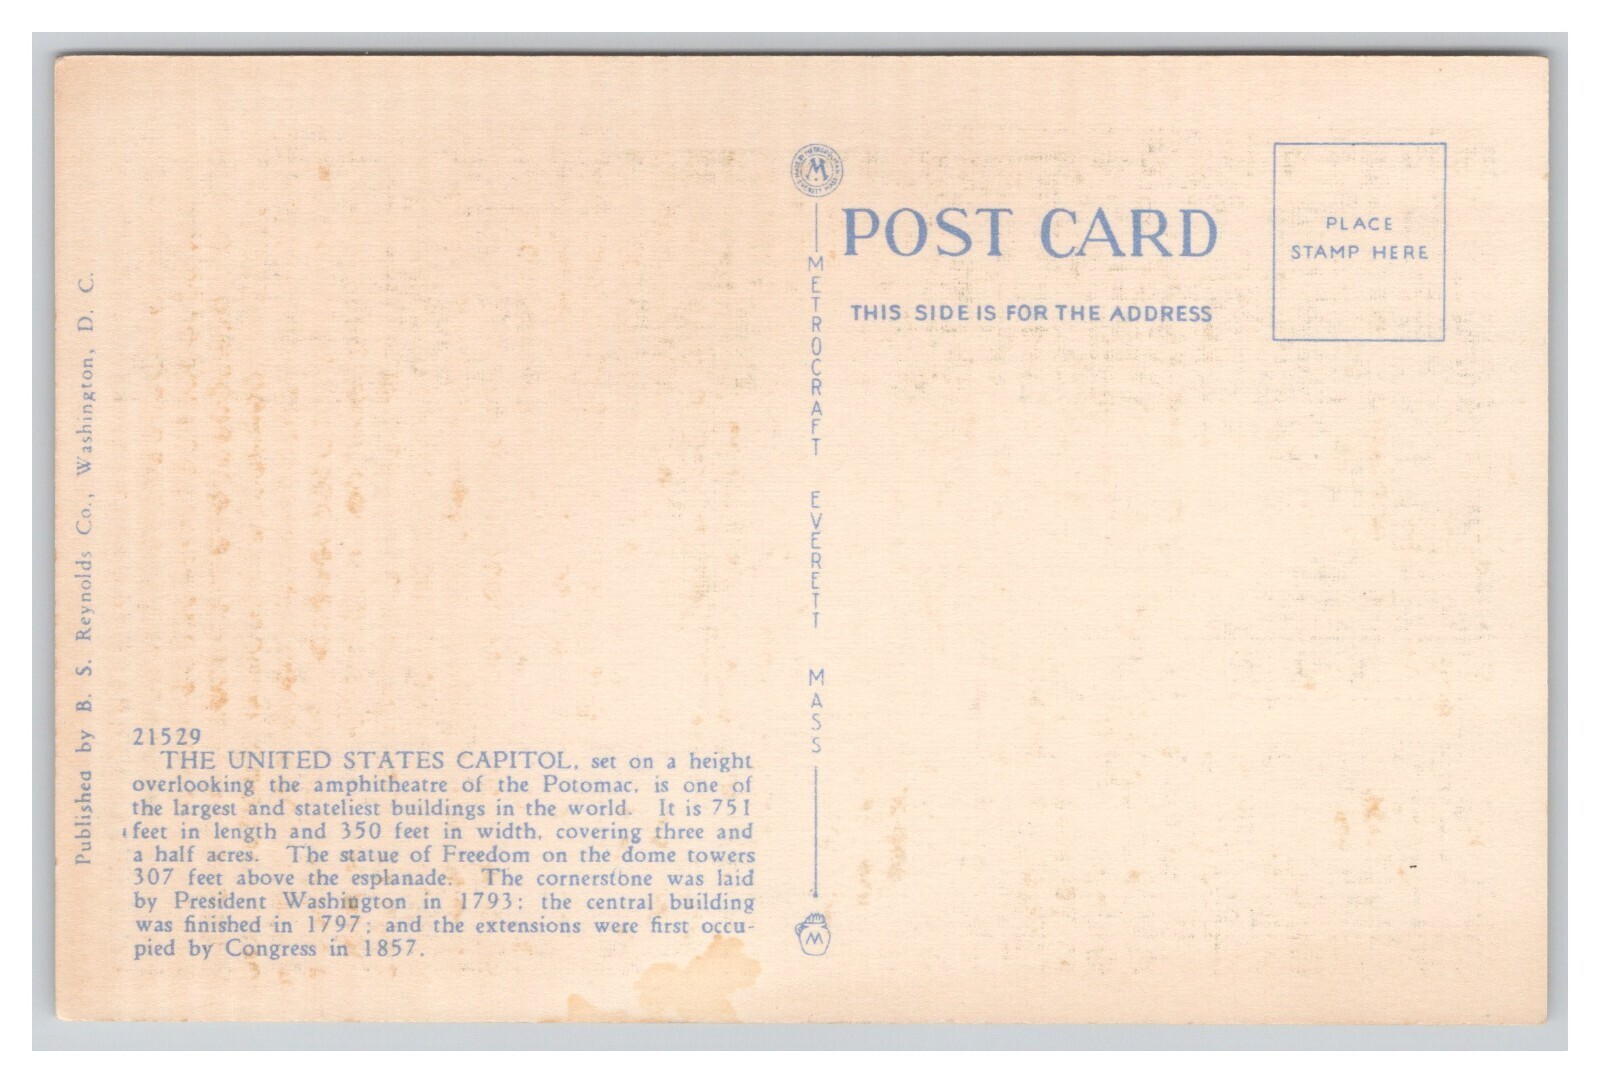 Published by B. S. Reynolds Co., Washington, D. C.
21529
THE UNITED STATES CAPITOL, set on a height
overlooking the amphitheatre of the Potomac, is one of
the largest and stateliest buildings in the world. It is 751
feet in length and 350 feet in width, covering three and
a half acres. The statue of Freedom on the dome towers
307 feet above the esplanade. The cornerstone was laid
by President Washington in 1793; the central building
was finished in 1797; and the extensions were first occu-
pied by Congress in 1857.
MADE BY METROPOLITAN
M
EVERETT MASS
METROCRAFT EVERETT MASS
M
POST CARD
THIS SIDE IS FOR THE ADDRESS
PLACE
STAMP HERE